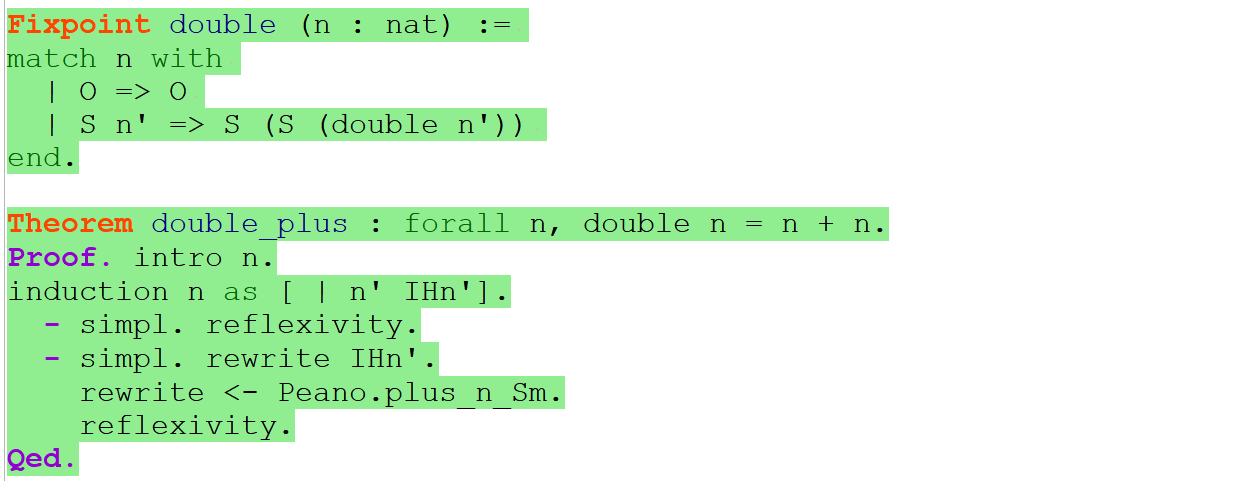 Fixpoint double (n : nat) :=
match n with
  | O => O
  | S n' => S (S (double n'))
end.

Theorem double_plus : forall n, double n = n + n.
Proof. intro n.
induction n as [ | n' IHn'].
  - simpl. reflexivity.
  - simpl. rewrite IHn'.
    rewrite <- Peano.plus_n_Sm.
    reflexivity.
Qed.